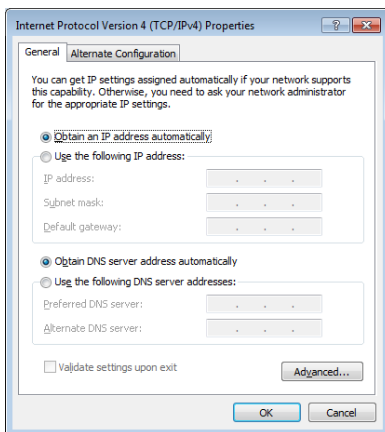 Internet Protocol Version 4 (TCP/IPv4) Properties
General
Alternate Configuration
You can get IP settings assigned automatically if your network supports
this capability. Otherwise, you need to ask your network administrator
for the appropriate IP settings.
Obtain an IP address automatically
Use the following IP address:
IP address:
Subnet mask:
Default gateway:
Obtain DNS server address automatically
Use the following DNS server addresses:
Preferred DNS server:
Alternate DNS server:
Validate settings upon exit
Advanced...
OK
Cancel